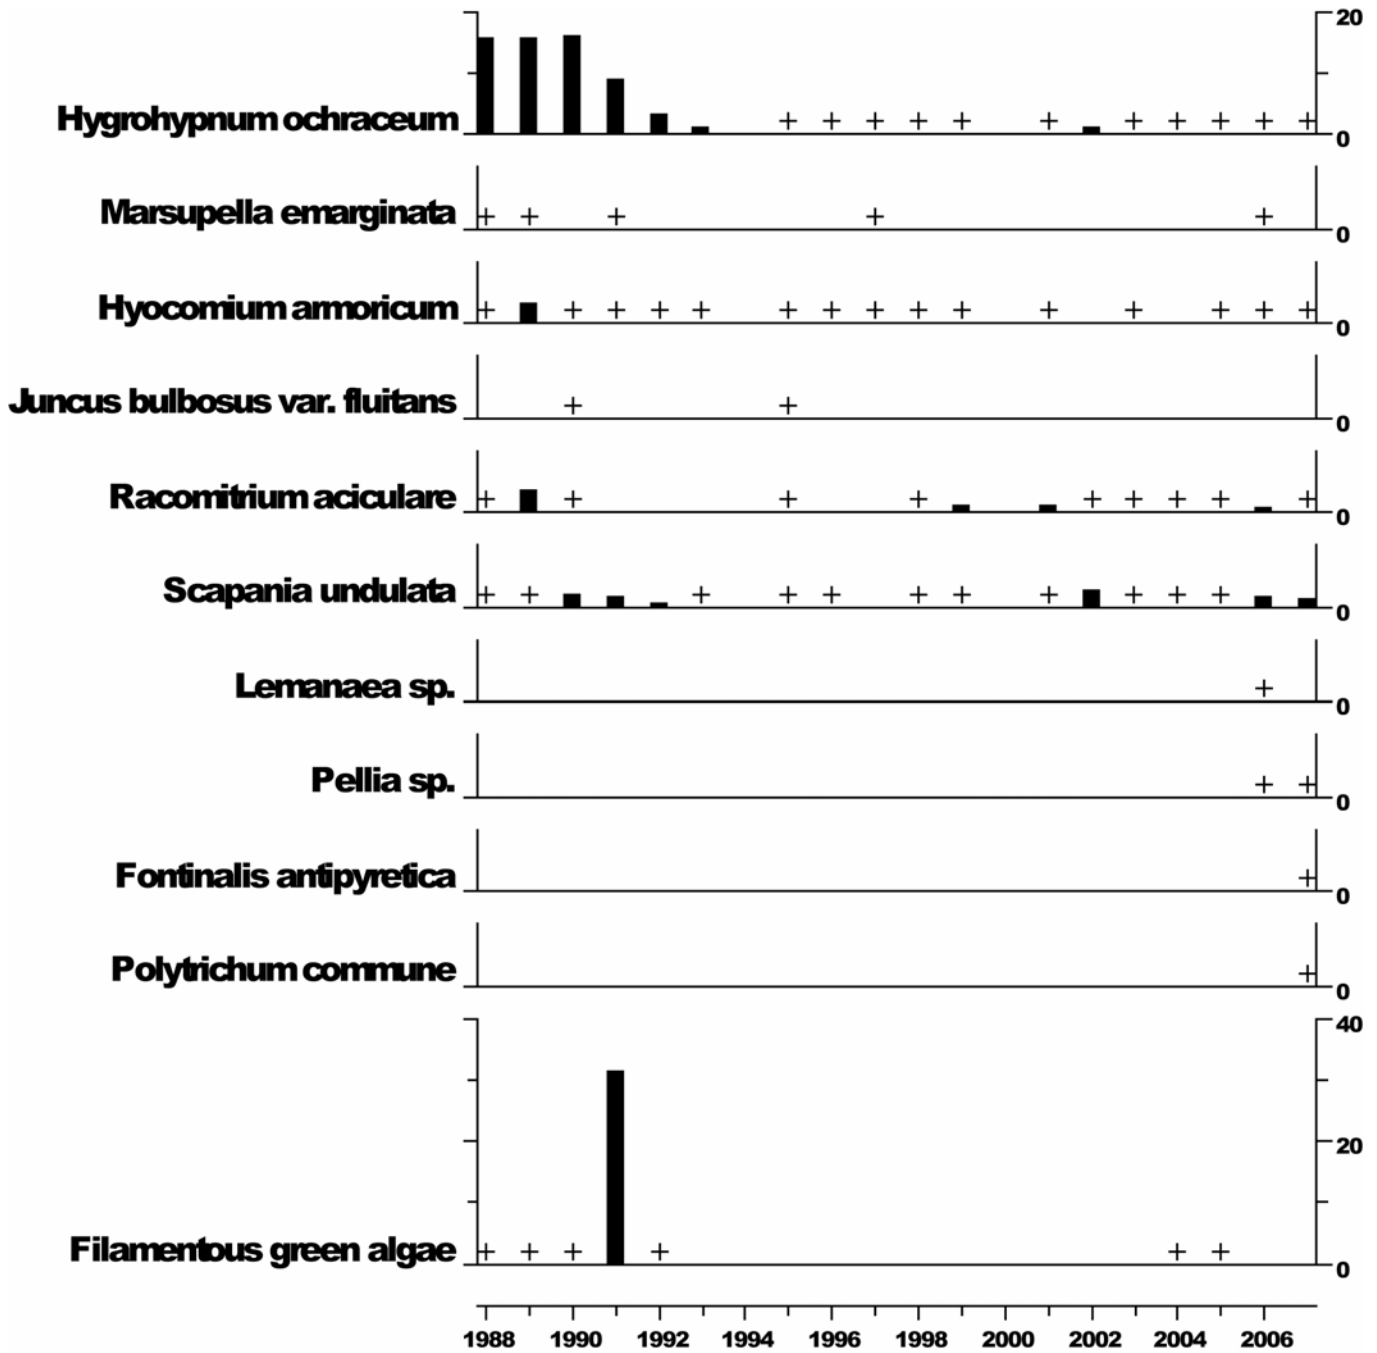 20
Hygrohypnum ochraceum
0
Marsupella emarginata
0
Hyocomium armoricum
0
Juncus bulbosus var. fluitans
0
Racomitrium aciculare
0
Scapania undulata
0
Lemanaea sp.
0
Pellia sp.
0
Fontinalis antipyretica
0
Polytrichum commune
0
40
20
Filamentous green algae
0
1988 1990 1992 1994 1996 1998 2000 2002 2004 2006